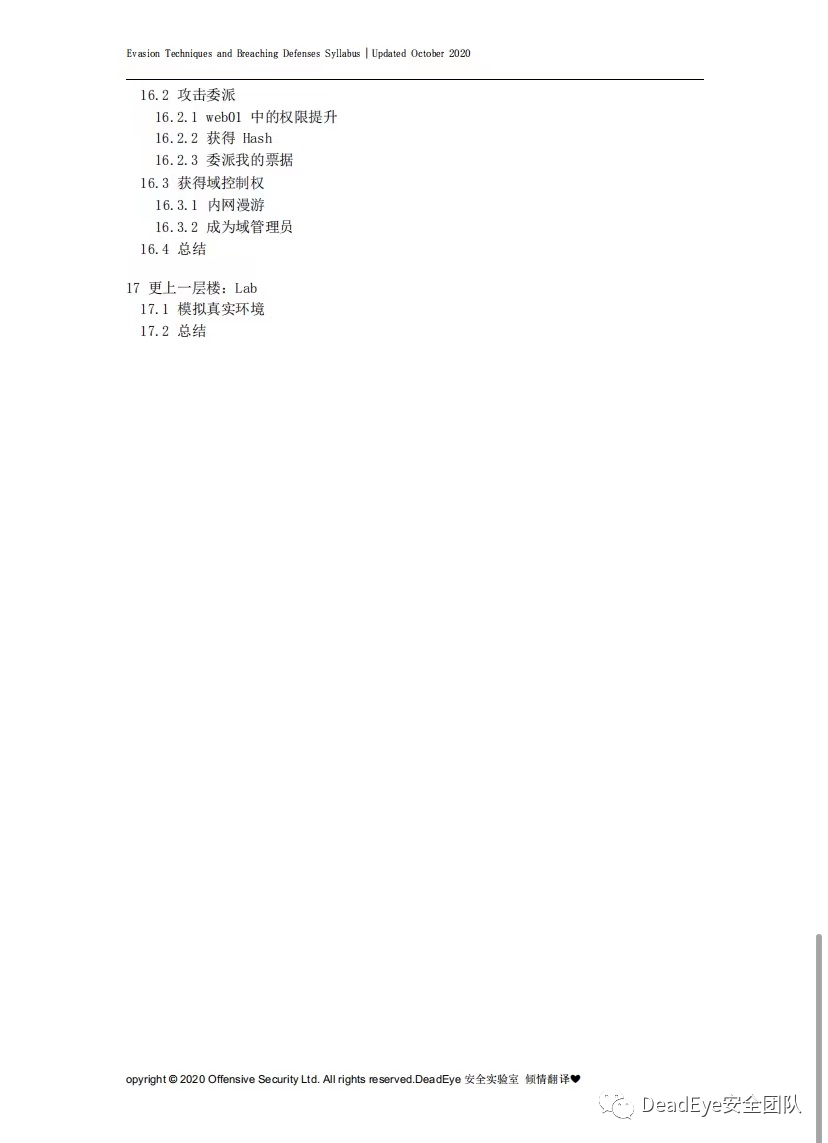 Evasion Techniques and Breaching Defenses Syllabus | Updated October 2020
16.2 攻击委派
16.2.1 web01 中的权限提升
16.2.2 获得 Hash
16.2.3 委派我的票据
16.3 获得域控制权
16.3.1 内网漫游
16.3.2 成为域管理员
16.4 总结
17 更上一层楼：Lab
17.1 模拟真实环境
17.2 总结
opyright © 2020 Offensive Security Ltd. All rights reserved.DeadEye 安全实验室 倾情翻译♥
DeadEye安全团队